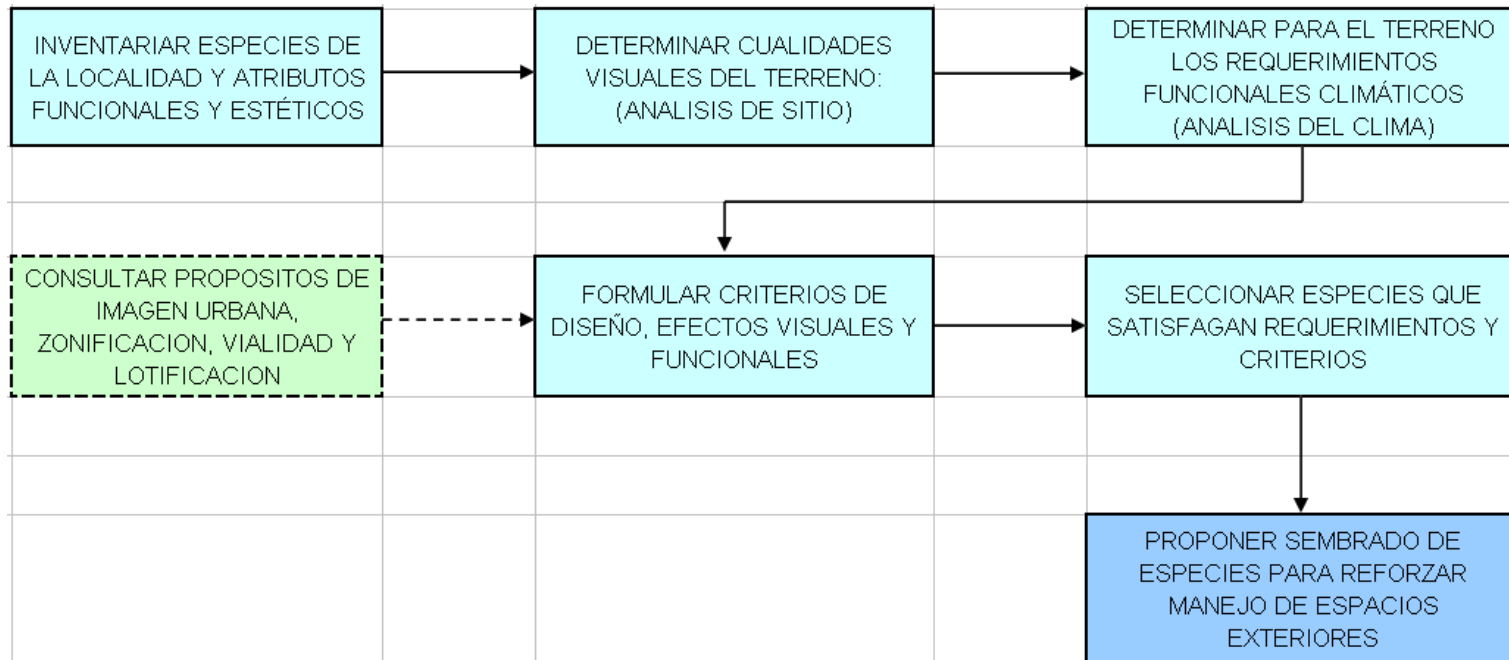 INVENTARIAR ESPECIES DE
LA LOCALIDAD Y ATRIBUTOS
FUNCIONALES Y ESTÉTICOS
DETERMINAR CUALIDADES
VISUALES DEL TERRENO:
(ANALISIS DE SITIO)
DETERMINAR PARA EL TERRENO
LOS REQUERIMIENTOS
FUNCIONALES CLIMÁTICOS
(ANALISIS DEL CLIMA)
CONSULTAR PROPOSITOS DE
IMAGEN URBANA,
ZONIFICACION, VIALIDAD Y
LOTIFICACION
FORMULAR CRITERIOS DE
DISEÑO, EFECTOS VISUALES Y
FUNCIONALES
SELECCIONAR ESPECIES QUE
SATISFAGAN REQUERIMIENTOS Y
CRITERIOS
PROPONER SEMBRADO DE
ESPECIES PARA REFORZAR
MANEJO DE ESPACIOS
EXTERIORES